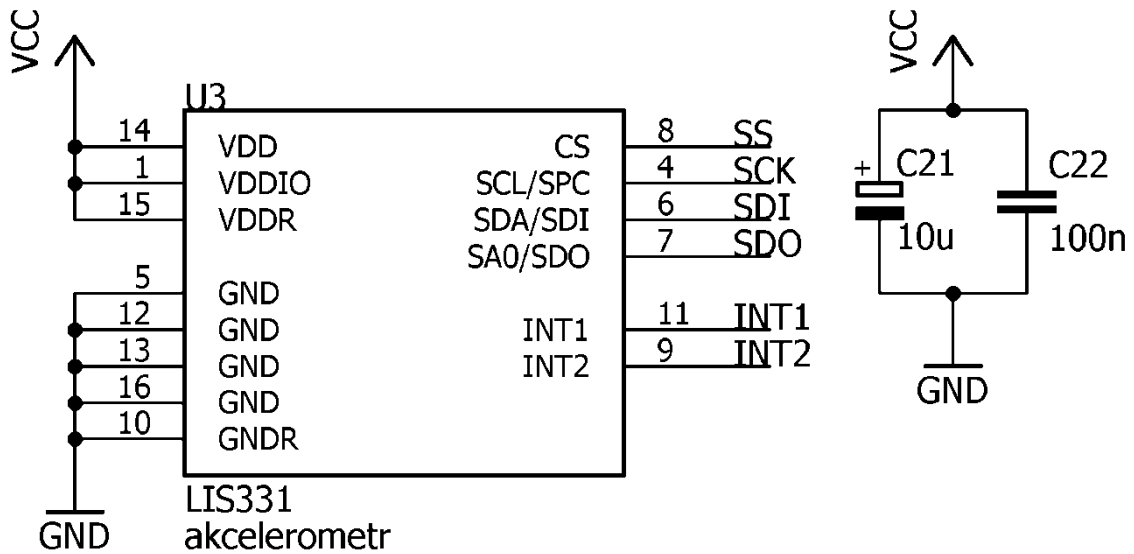 VCC
U3
14 VDD CS 8 SS
1 VDDIO SCL/SPC 4 SCK
15 VDDR SDA/SDI 6 SDI
SA0/SDO 7 SDO
5 GND
12 GND INT1 11 INT1
13 GND INT2 9 INT2
16 GND
10 GNDR
GND
LIS331
akcelerometr
VCC
+ C21
10u
C22
100n
GND